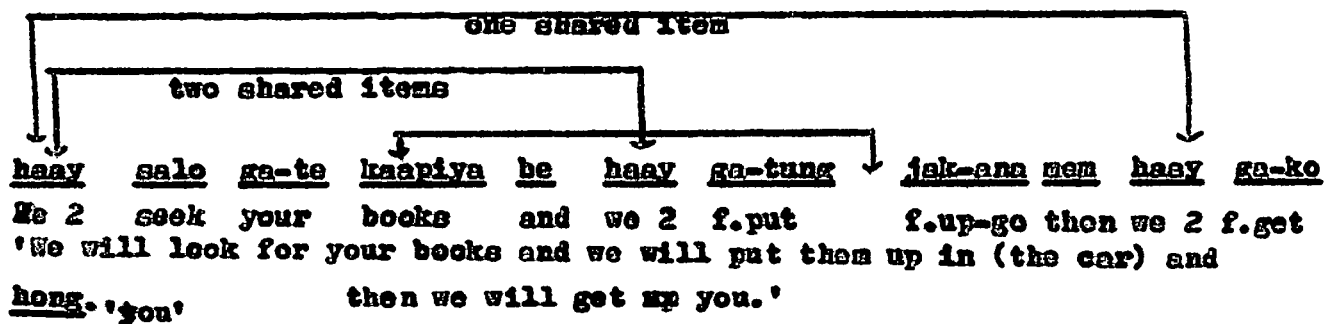 one shared item
two shared items
haay salo ga-te kaapiya be haay ga-tung jak-ana mem haay ga-ko
We 2 seek your books and we 2 f.put f.up-go then we 2 f.get
'We will look for your books and we will put them up in (the car) and
hong. 'you' then we will get up you.'